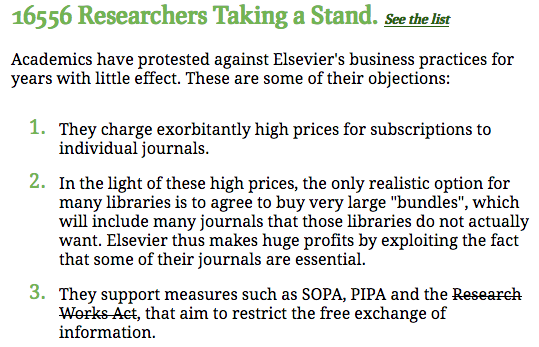 16556 Researchers Taking a Stand. See the list
Academics have protested against Elsevier's business practices for
years with little effect. These are some of their objections:
1. They charge exorbitantly high prices for subscriptions to
individual journals.
2. In the light of these high prices, the only realistic option for
many libraries is to agree to buy very large "bundles", which
will include many journals that those libraries do not actually
want. Elsevier thus makes huge profits by exploiting the fact
that some of their journals are essential.
3. They support measures such as SOPA, PIPA and the Research
Works Act, that aim to restrict the free exchange of
information.